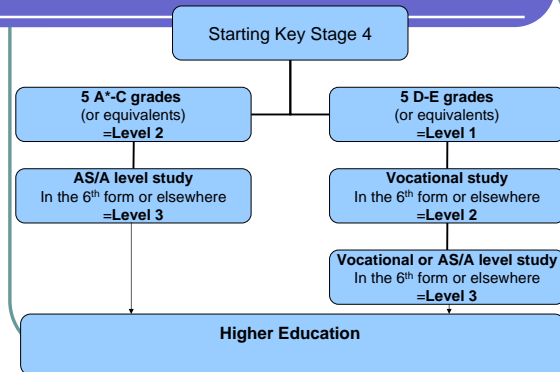 Starting Key Stage 4
5 A*-C grades
(or equivalents)
=Level 2
5 D-E grades
(or equivalents)
=Level 1
AS/A level study
In the 6th form or elsewhere
=Level 3
Vocational study
In the 6th form or elsewhere
=Level 2
Vocational or AS/A level study
In the 6th form or elsewhere
=Level 3
Higher Education